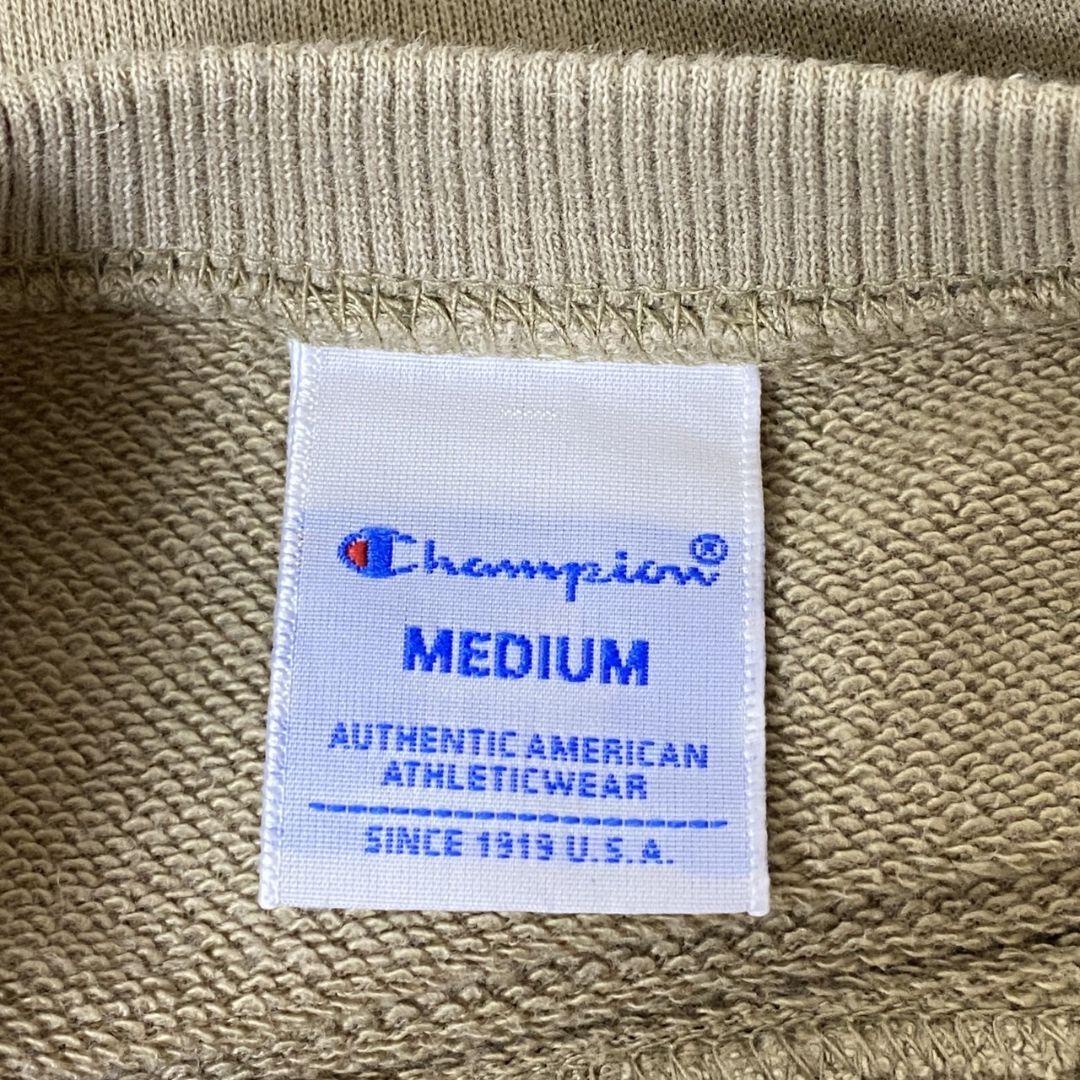 Champion®
MEDIUM
AUTHENTIC AMERICAN
ATHLETICWEAR
SINCE 1919 U.S.A.